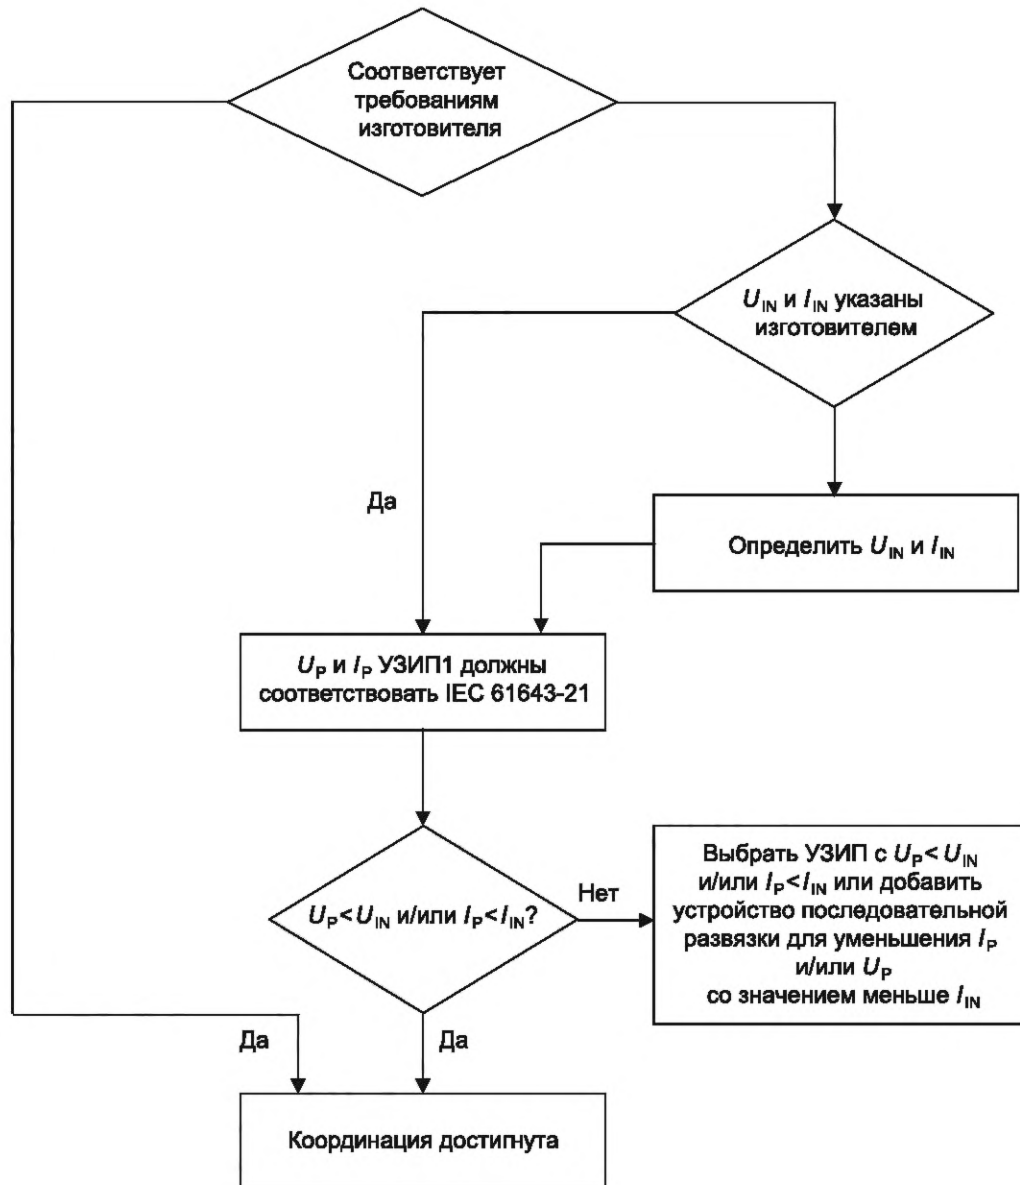 Соответствует
требованиям
изготовителя
U_IN и I_IN указаны
изготовителем
Да
Определить U_IN и I_IN
U_P и I_P УЗИП1 должны
соответствовать IEC 61643-21
U_P < U_IN и/или I_P < I_IN?
Нет
Выбрать УЗИП с U_P < U_IN
и/или I_P < I_IN или добавить
устройство последовательной
развязки для уменьшения I_P
и/или U_P
со значением меньше I_IN
Да
Да
Координация достигнута